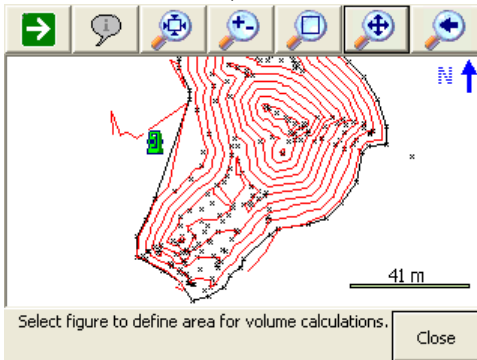 N
41 m
Select figure to define area for volume calculations.
Close